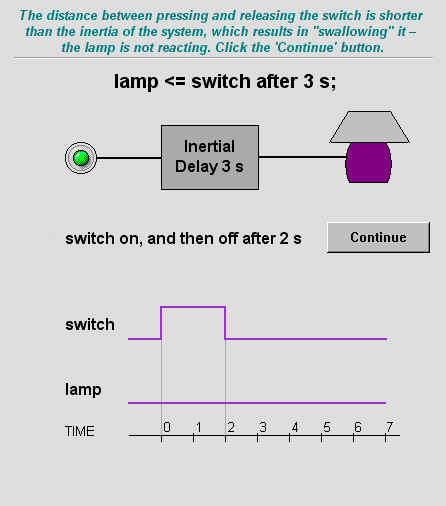 The distance between pressing and releasing the switch is shorter
than the inertia of the system, which results in "swallowing" it –
the lamp is not reacting. Click the 'Continue' button.
lamp <= switch after 3 s;
Inertial
Delay 3 s
switch on, and then off after 2 s
Continue
switch
lamp
TIME 0 1 2 3 4 5 6 7